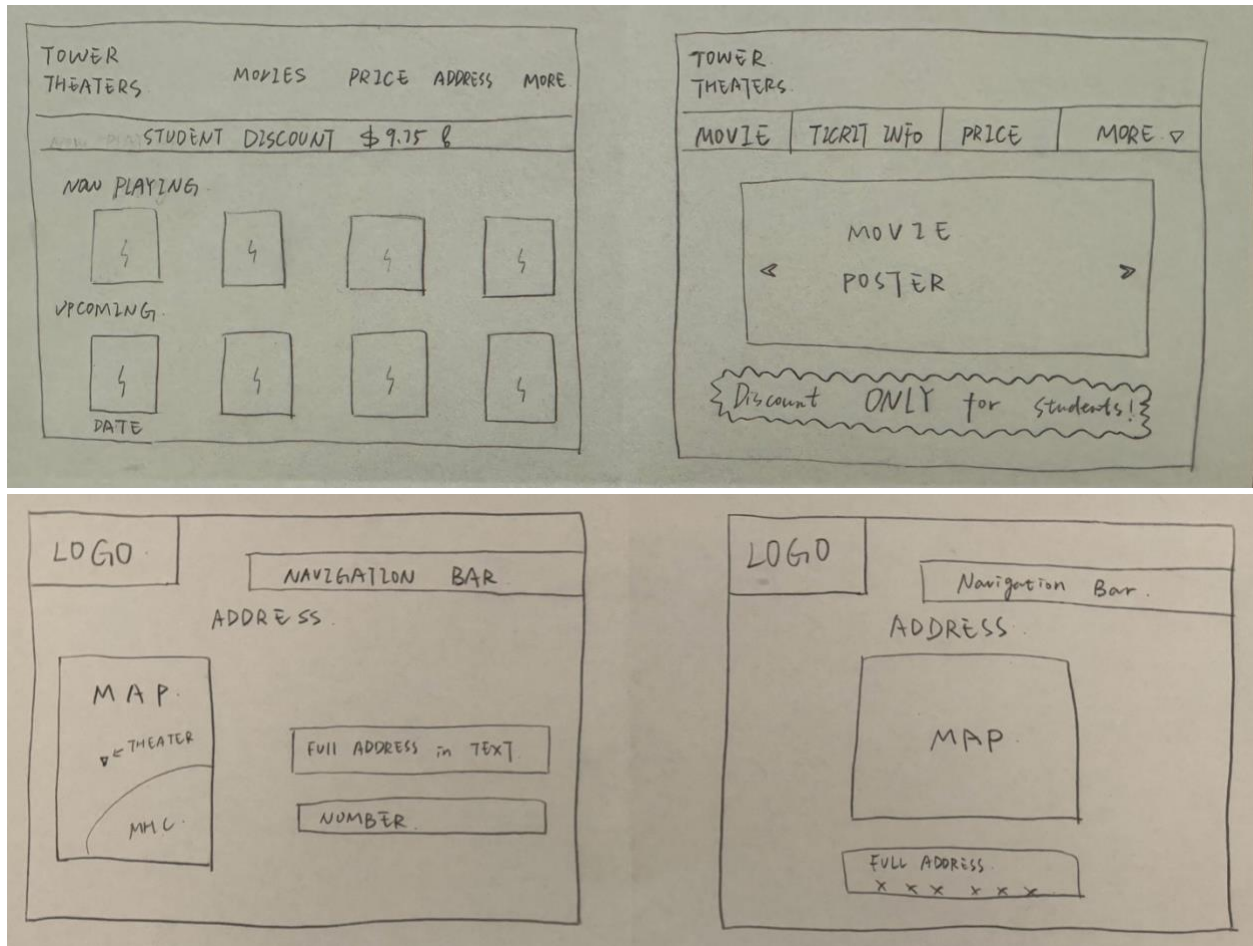 TOWER
THEATERS.
MOVIES PRICE ADDRESS MORE
STUDENT DISCOUNT $9.75
NOW PLAYING.
UPCOMING.
DATE
TOWER
THEATERS.
MOVIE TICRIT INFO PRICE MORE
MOVIE
POSTER
Discount ONLY for students!
LOGO
NAVIGATION BAR
ADDRESS.
MAP.
THEATER
MHC.
FUll ADDRESS in TEXT
NUMBER
LOGO
Navigation Bar.
ADDRESS.
MAP.
FULL ADDRESS.
x x x x x x